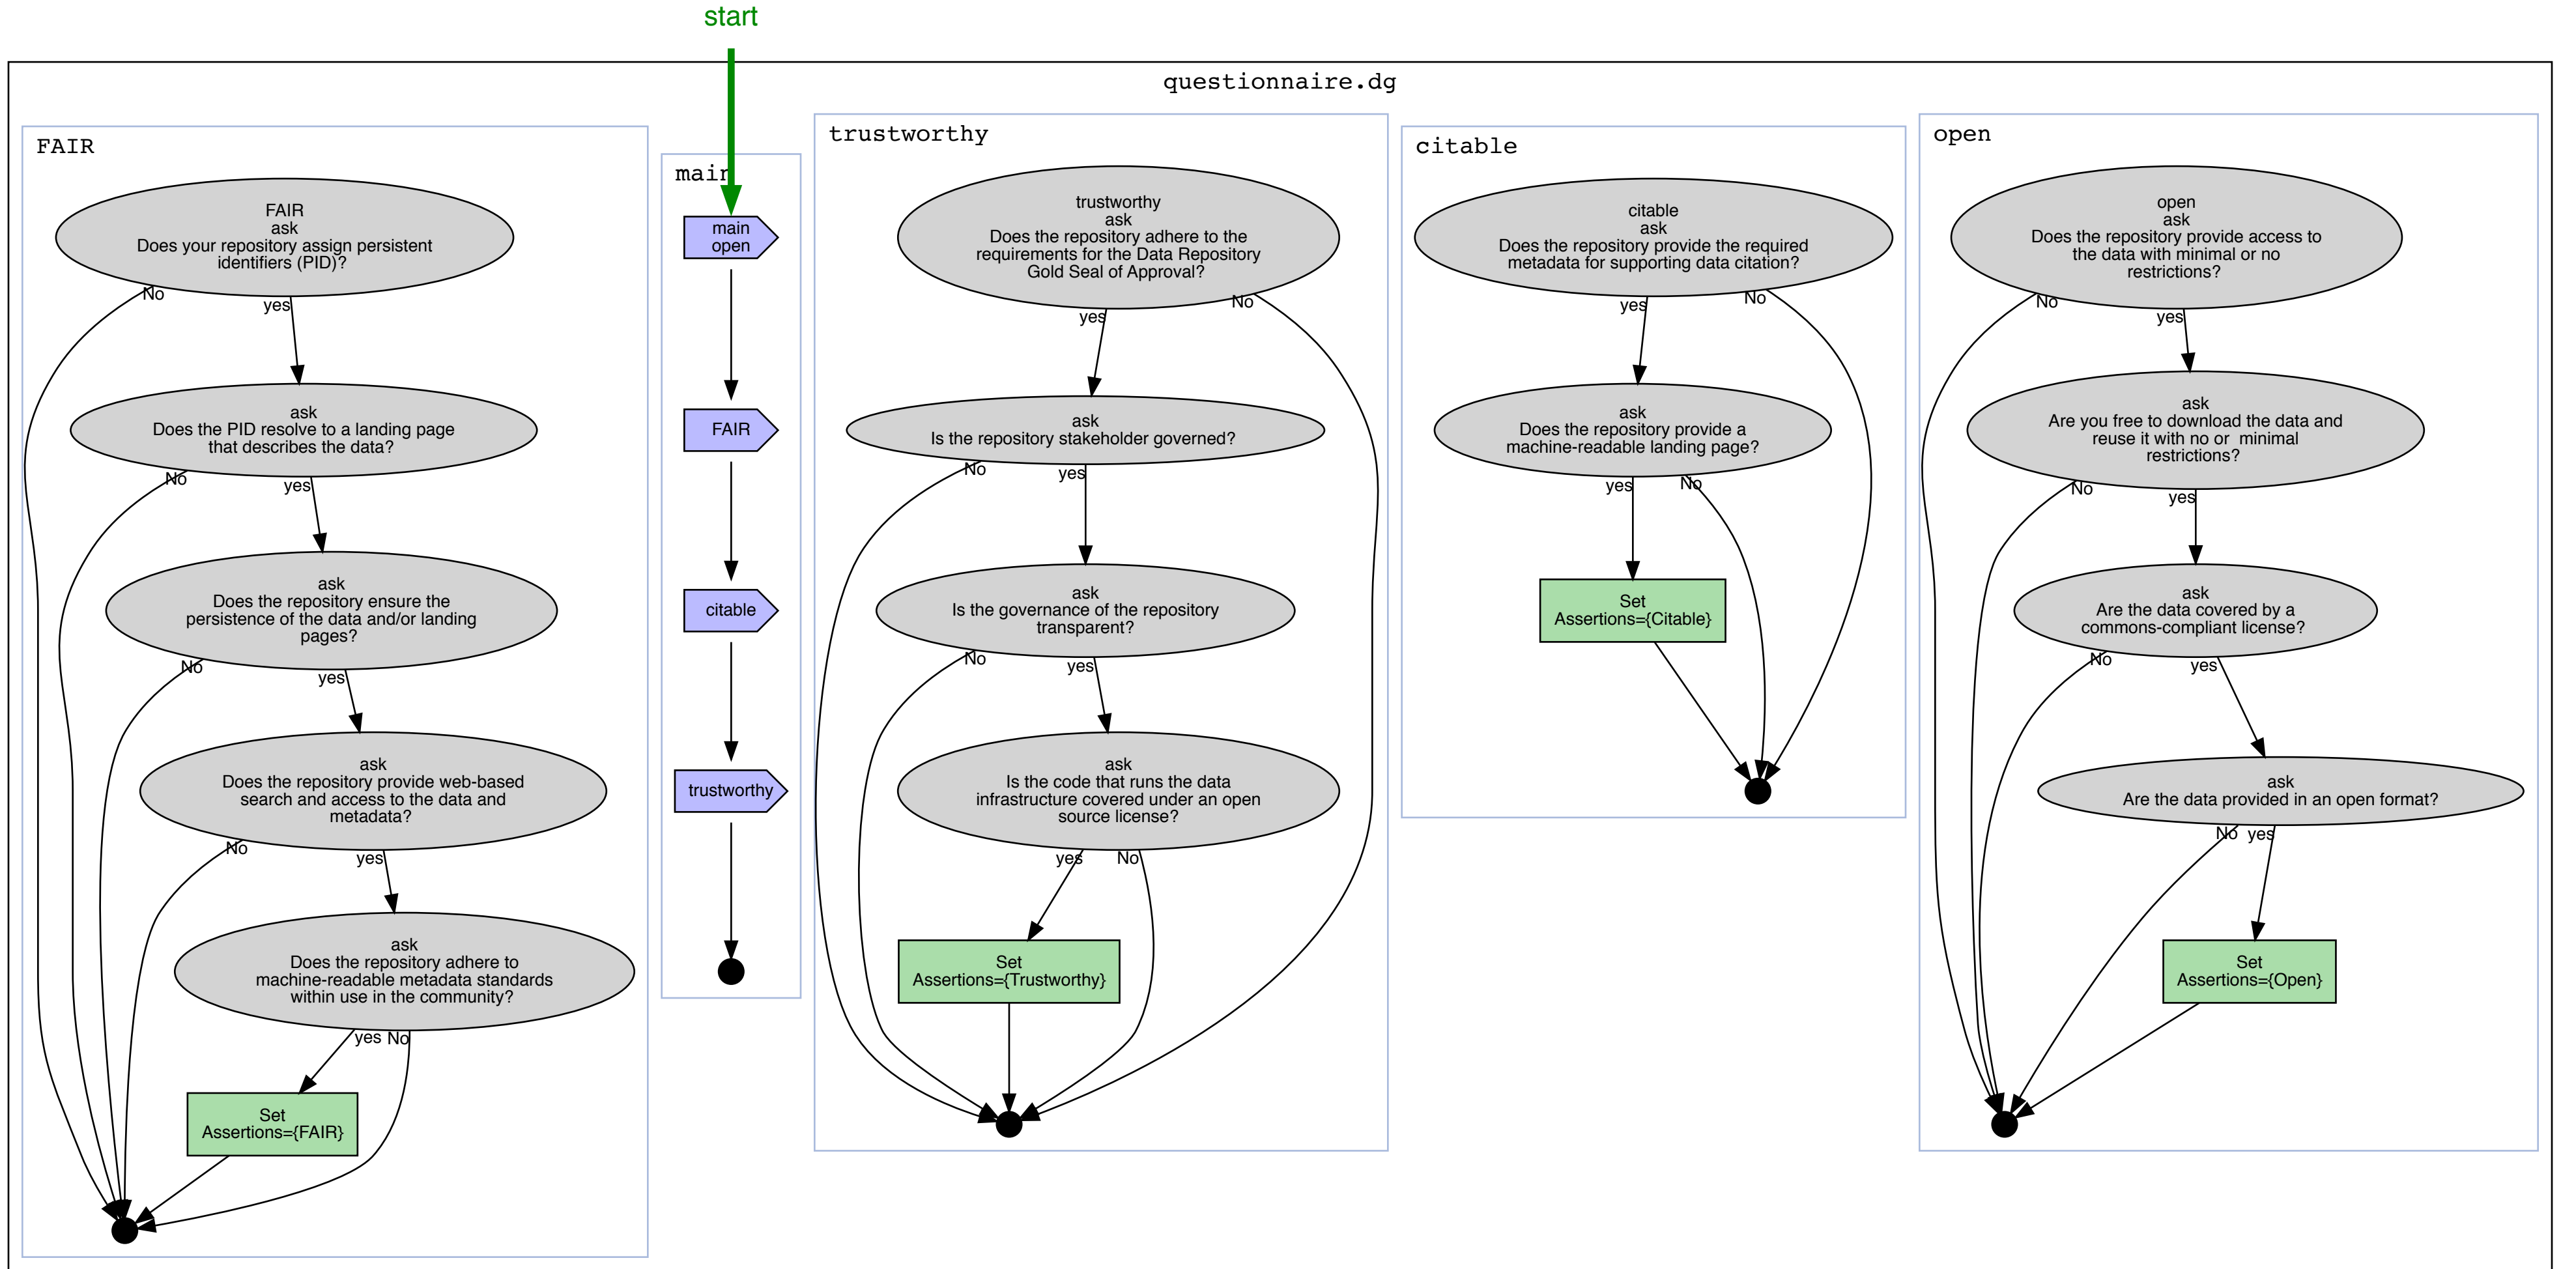 start
questionnaire.dg
FAIR
FAIR
ask
Does your repository assign persistent
identifiers (PID)?
No
yes
ask
Does the PID resolve to a landing page
that describes the data?
No
yes
ask
Does the repository ensure the
persistence of the data and/or landing
pages?
No
yes
ask
Does the repository provide web-based
search and access to the data and
metadata?
No
yes
ask
Does the repository adhere to
machine-readable metadata standards
within use in the community?
yes
No
Set
Assertions={FAIR}
main
main
open
FAIR
citable
trustworthy
trustworthy
trustworthy
ask
Does the repository adhere to the
requirements for the Data Repository
Gold Seal of Approval?
yes
No
ask
Is the repository stakeholder governed?
No
yes
ask
Is the governance of the repository
transparent?
No
yes
ask
Is the code that runs the data
infrastructure covered under an open
source license?
yes
No
Set
Assertions={Trustworthy}
citable
citable
ask
Does the repository provide the required
metadata for supporting data citation?
yes
No
ask
Does the repository provide a
machine-readable landing page?
yes
No
Set
Assertions={Citable}
open
open
ask
Does the repository provide access to
the data with minimal or no
restrictions?
No
yes
ask
Are you free to download the data and
reuse it with no or  minimal
restrictions?
No
yes
ask
Are the data covered by a
commons-compliant license?
No
yes
ask
Are the data provided in an open format?
No
yes
Set
Assertions={Open}